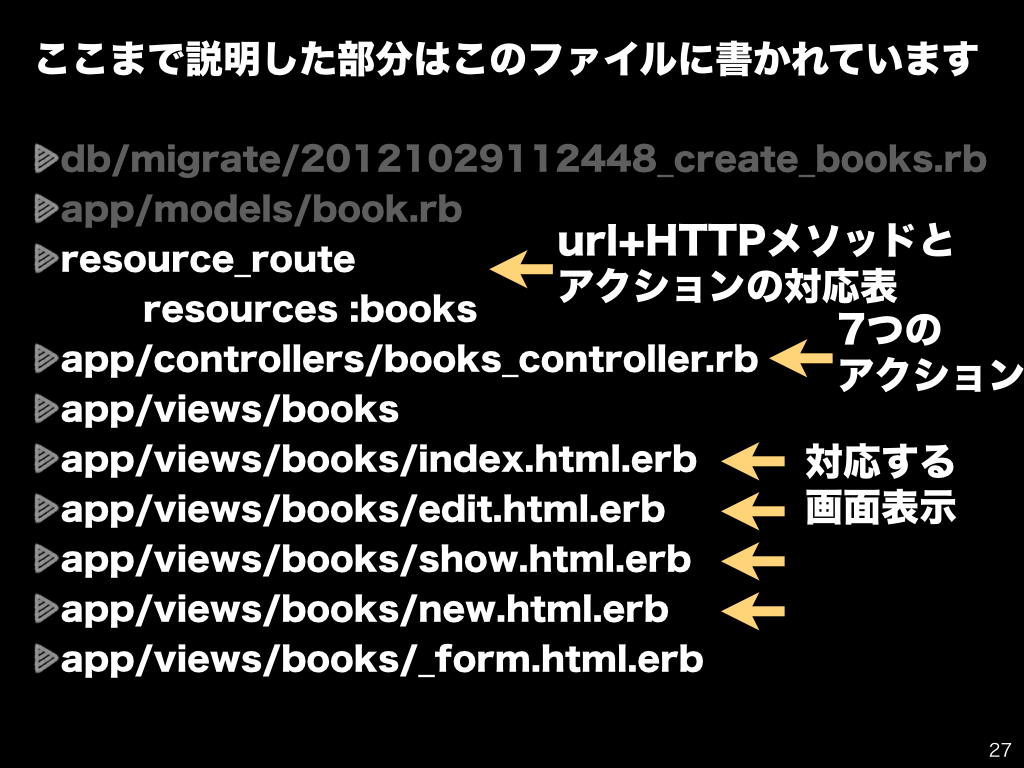 ここまで説明した部分はこのファイルに書かれています
db/migrate/20121029112448_create_books.rb
app/models/book.rb
resource_route
url+HTTPメソッドと
アクションの対応表
resources :books
app/controllers/books_controller.rb
7つの
アクション
app/views/books
app/views/books/index.html.erb
対応する
画面表示
app/views/books/edit.html.erb
app/views/books/show.html.erb
app/views/books/new.html.erb
app/views/books/_form.html.erb
27